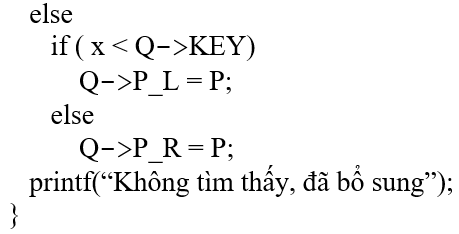 else
if ( x < Q->KEY)
Q->P_L = P;
else
Q->P_R = P;
printf(“Không tìm thấy, đã bổ sung”);
}